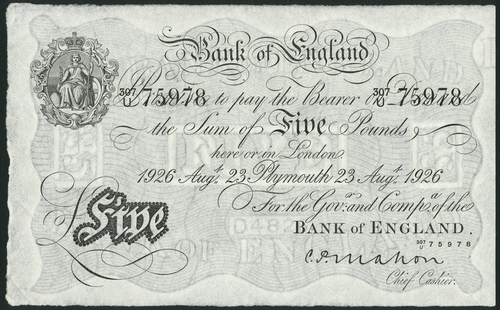 Bank of England
307/U 75978 307/U 75978
Promise to pay the Bearer on Demand
the Sum of Five Pounds
here or in London.
1926 Augt. 23 Plymouth 23 Augt. 1926
For the Govr. and Compa. of the
BANK OF ENGLAND.
307/U 75978
Five
C.P. Mahon
Chief Cashier.